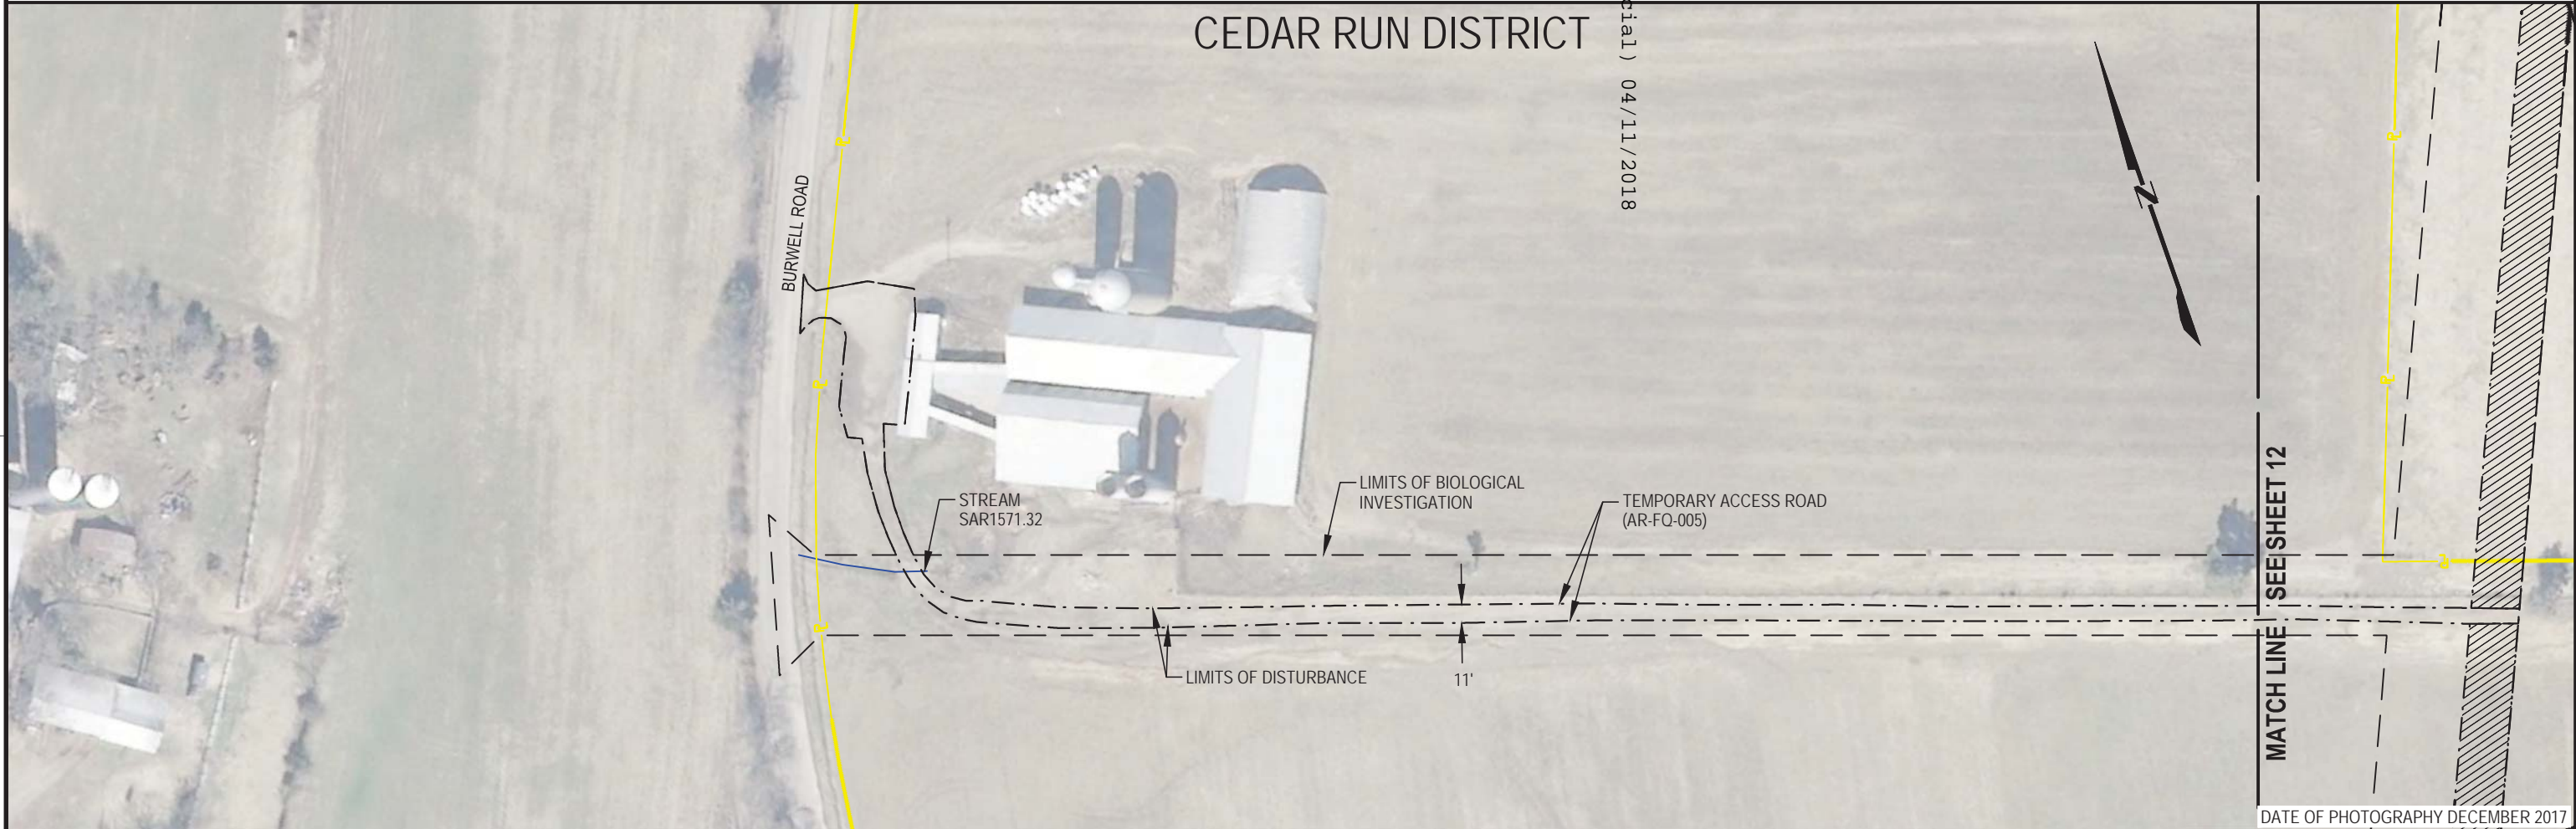 CEDAR RUN DISTRICT
cial) 04/11/2018
N
BURWELL ROAD
STREAM
SAR1571.32
LIMITS OF BIOLOGICAL
INVESTIGATION
TEMPORARY ACCESS ROAD
(AR-FQ-005)
LIMITS OF DISTURBANCE
11'
MATCH LINE SEE SHEET 12
DATE OF PHOTOGRAPHY DECEMBER 2017